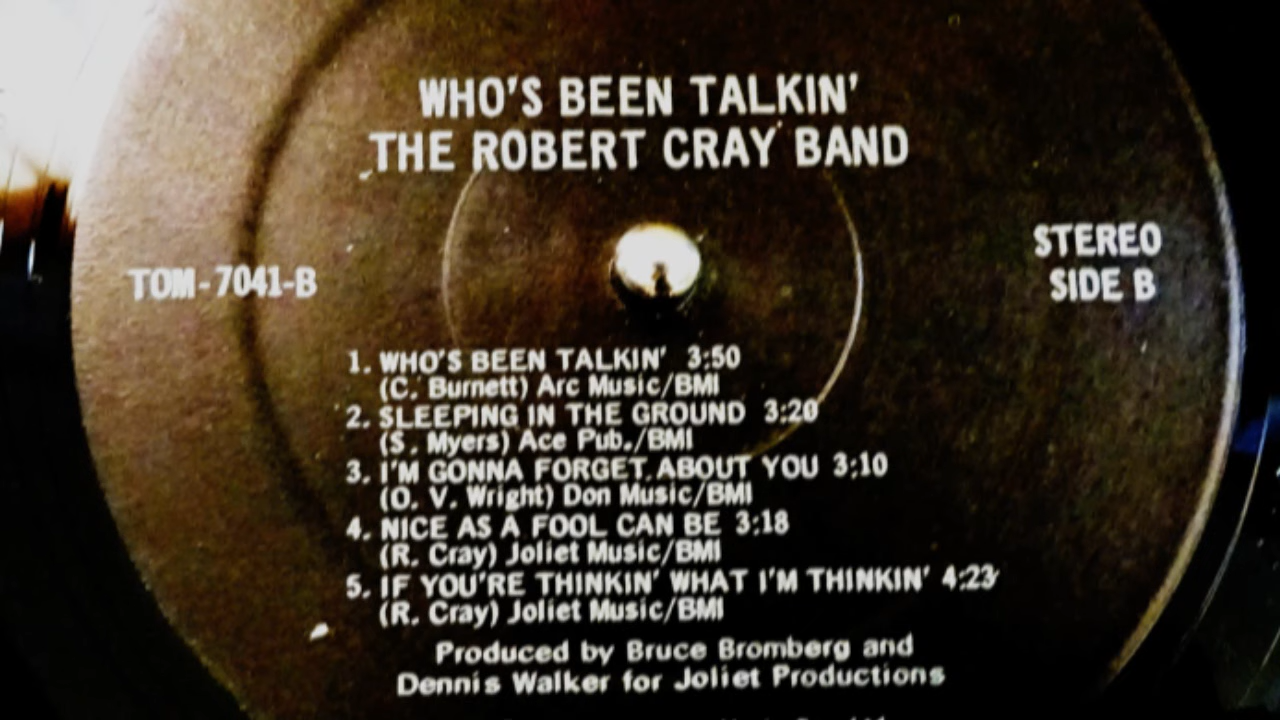 WHO'S BEEN TALKIN'
THE ROBERT CRAY BAND
STEREO
TOM-7041-B
SIDE B
1. WHO'S BEEN TALKIN' 3:50
(C. Burnett) Arc Music/BMI
2. SLEEPING IN THE GROUND 3:20
(S. Myers) Ace Pub./BMI
3. I'M GONNA FORGET ABOUT YOU 3:10
(O. V. Wright) Don Music/BMI
4. NICE AS A FOOL CAN BE 3:18
(R. Cray) Joliet Music/BMI
5. IF YOU'RE THINKIN' WHAT I'M THINKIN' 4:23
(R. Cray) Joliet Music/BMI
Produced by Bruce Bromberg and
Dennis Walker for Joliet Productions